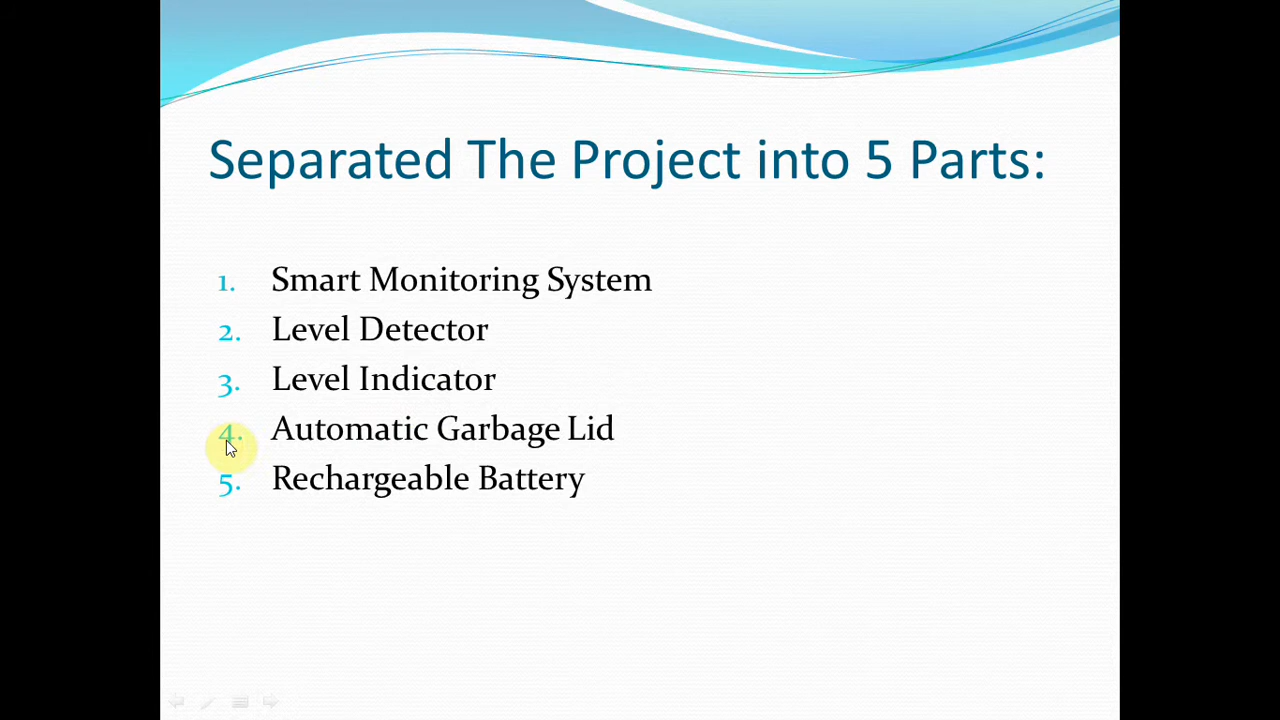 Separated The Project into 5 Parts:
1. Smart Monitoring System
2. Level Detector
3. Level Indicator
4. Automatic Garbage Lid
5. Rechargeable Battery